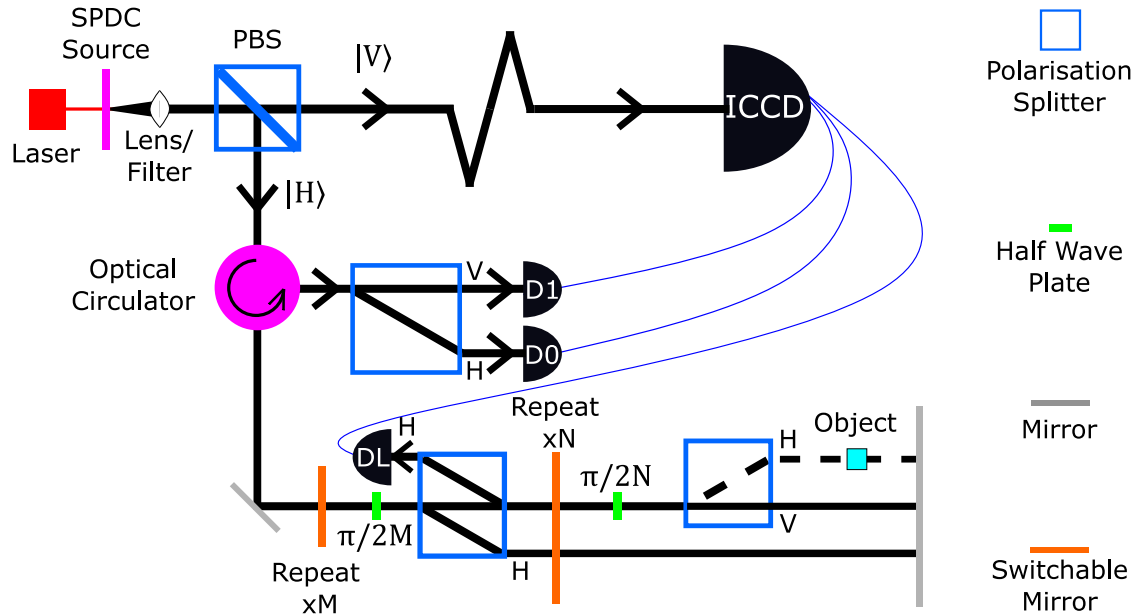 SPDC
Source
PBS
|V⟩
Polarisation
Splitter
ICCD
Laser
Lens/
Filter
|H⟩
Optical
Circulator
V
D1
D0
H
Half Wave
Plate
Repeat
xN
H
DL
π/2N
H
Object
Mirror
π/2M
V
H
Repeat
xM
Switchable
Mirror